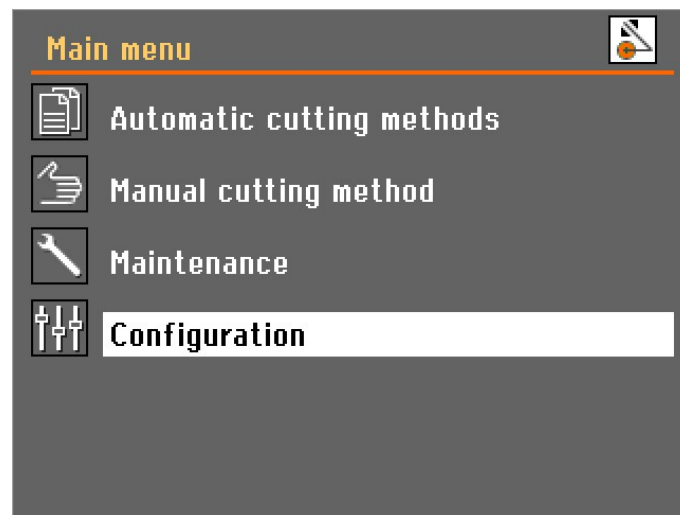 Main menu
Automatic cutting methods
Manual cutting method
Maintenance
Configuration